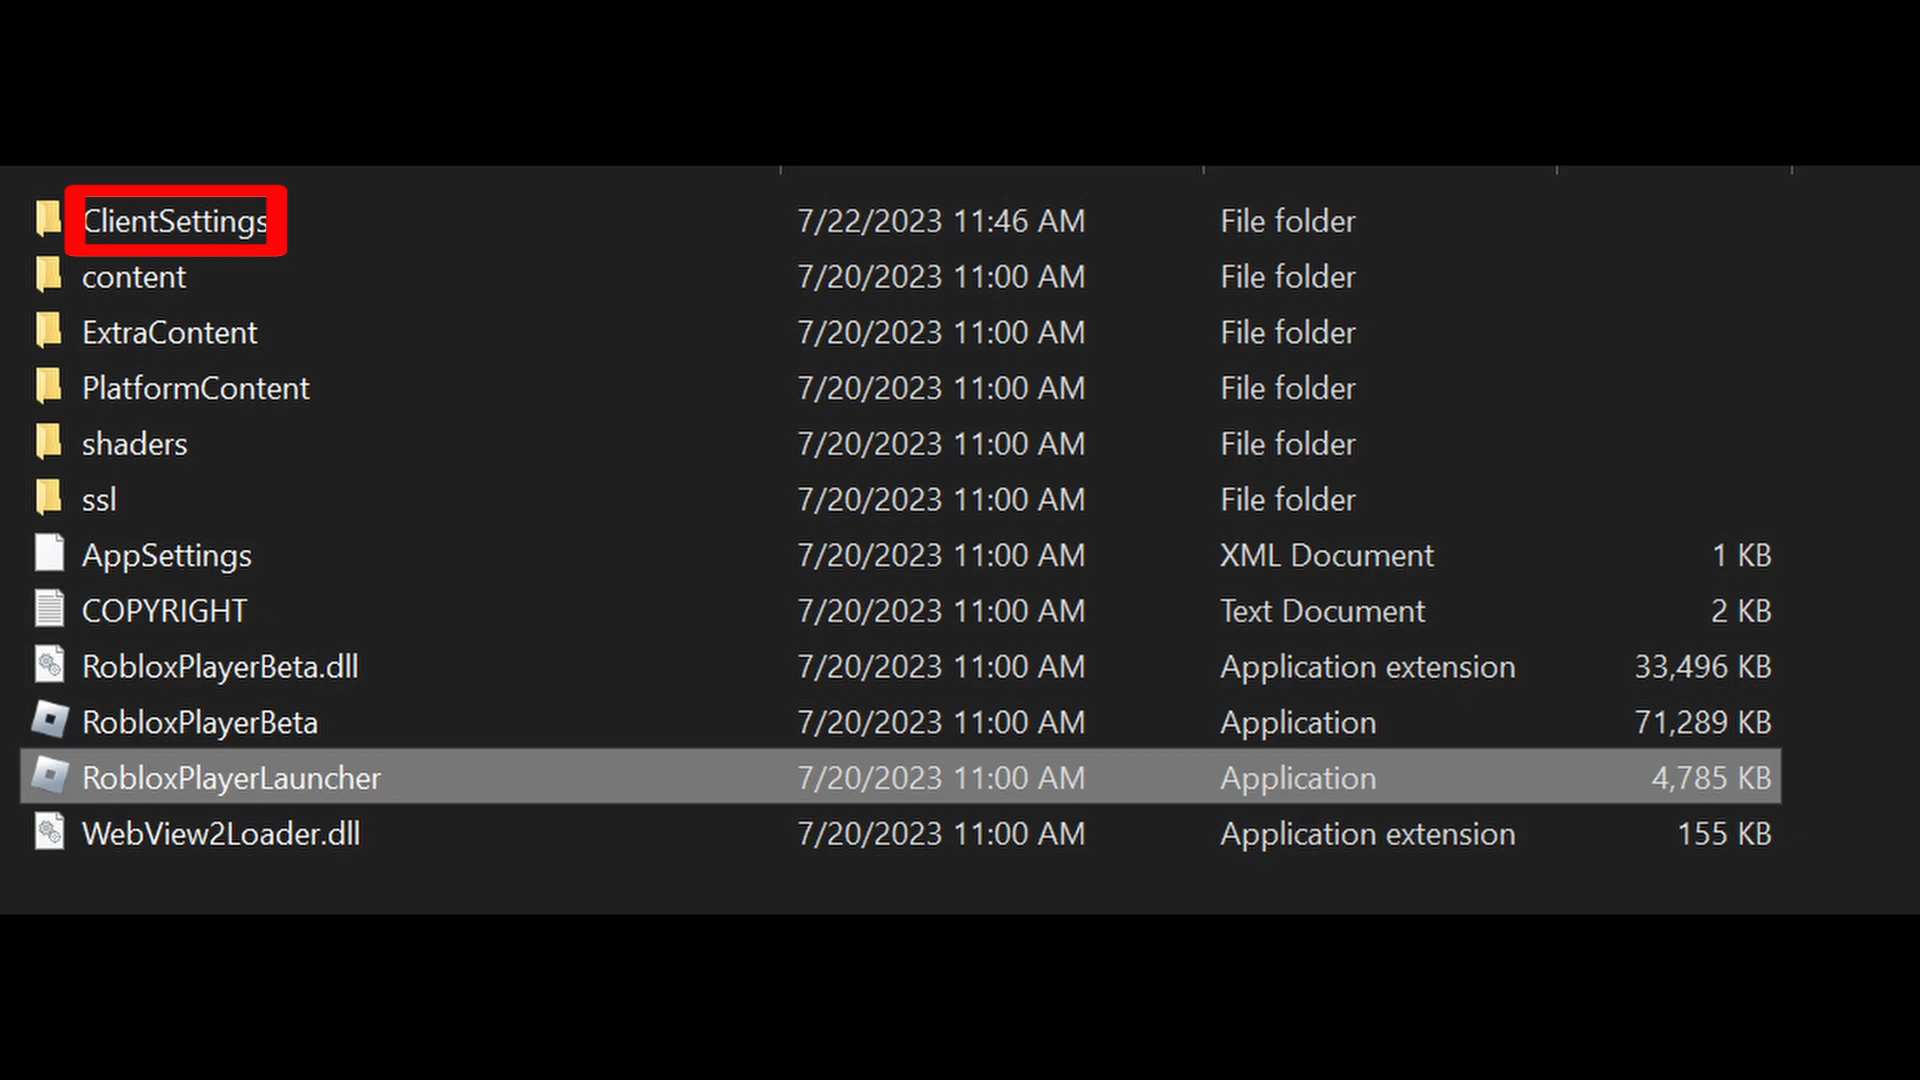 ClientSettings 7/22/2023 11:46 AM File folder
content 7/20/2023 11:00 AM File folder
ExtraContent 7/20/2023 11:00 AM File folder
PlatformContent 7/20/2023 11:00 AM File folder
shaders 7/20/2023 11:00 AM File folder
ssl 7/20/2023 11:00 AM File folder
AppSettings 7/20/2023 11:00 AM XML Document 1 KB
COPYRIGHT 7/20/2023 11:00 AM Text Document 2 KB
RobloxPlayerBeta.dll 7/20/2023 11:00 AM Application extension 33,496 KB
RobloxPlayerBeta 7/20/2023 11:00 AM Application 71,289 KB
RobloxPlayerLauncher 7/20/2023 11:00 AM Application 4,785 KB
WebView2Loader.dll 7/20/2023 11:00 AM Application extension 155 KB